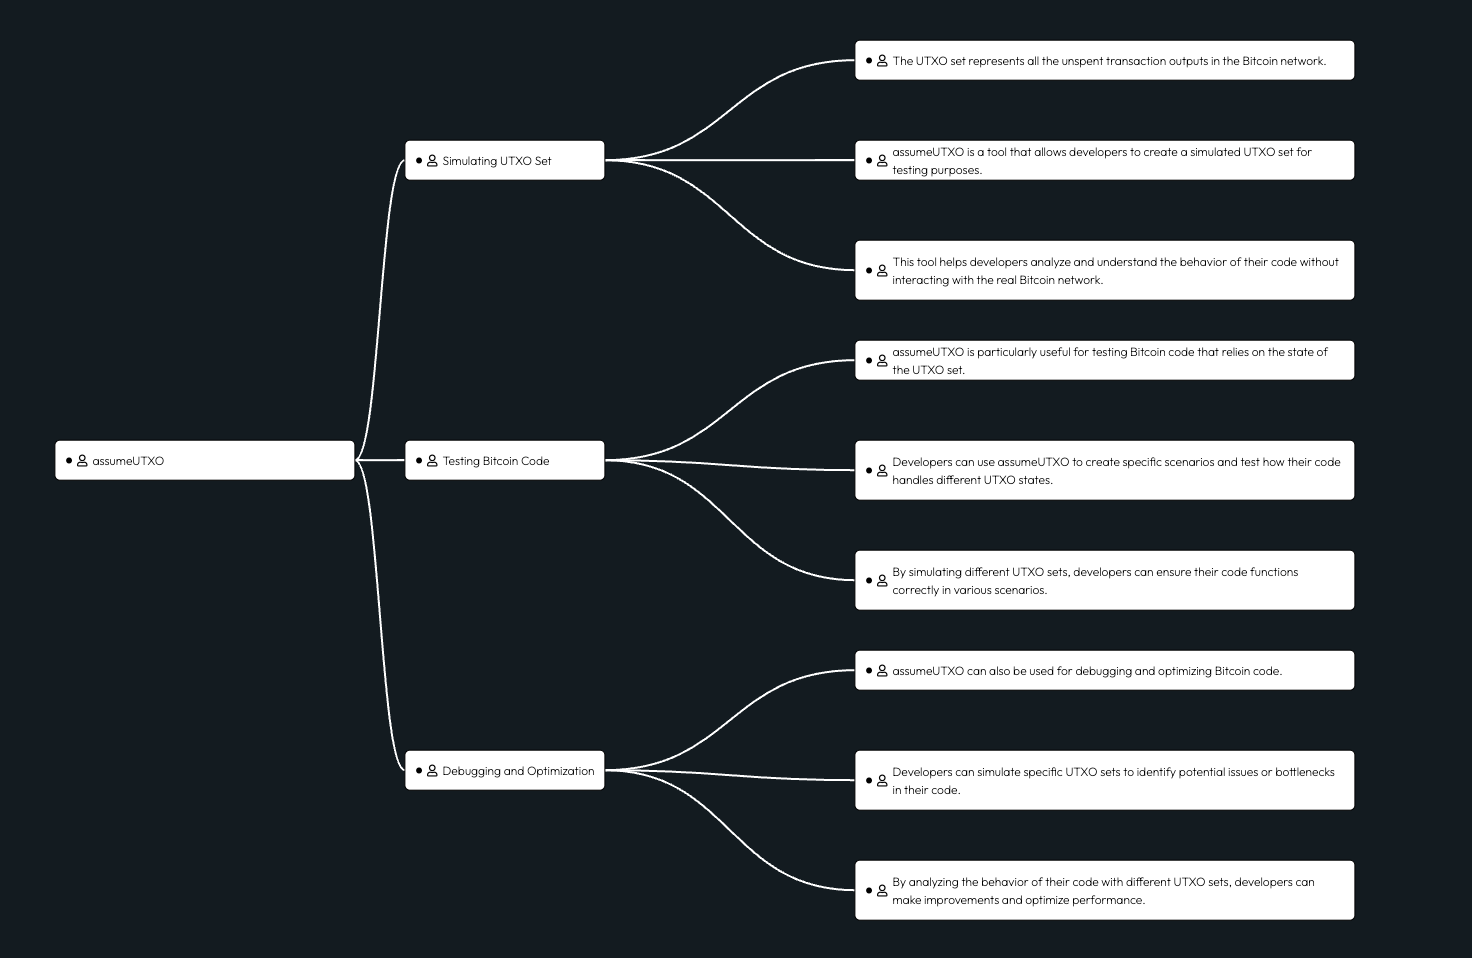 assumeUTXO
Simulating UTXO Set
The UTXO set represents all the unspent transaction outputs in the Bitcoin network.
assumeUTXO is a tool that allows developers to create a simulated UTXO set for
testing purposes.
This tool helps developers analyze and understand the behavior of their code without
interacting with the real Bitcoin network.
Testing Bitcoin Code
assumeUTXO is particularly useful for testing Bitcoin code that relies on the state of
the UTXO set.
Developers can use assumeUTXO to create specific scenarios and test how their code
handles different UTXO states.
By simulating different UTXO sets, developers can ensure their code functions
correctly in various scenarios.
Debugging and Optimization
assumeUTXO can also be used for debugging and optimizing Bitcoin code.
Developers can simulate specific UTXO sets to identify potential issues or bottlenecks
in their code.
By analyzing the behavior of their code with different UTXO sets, developers can
make improvements and optimize performance.